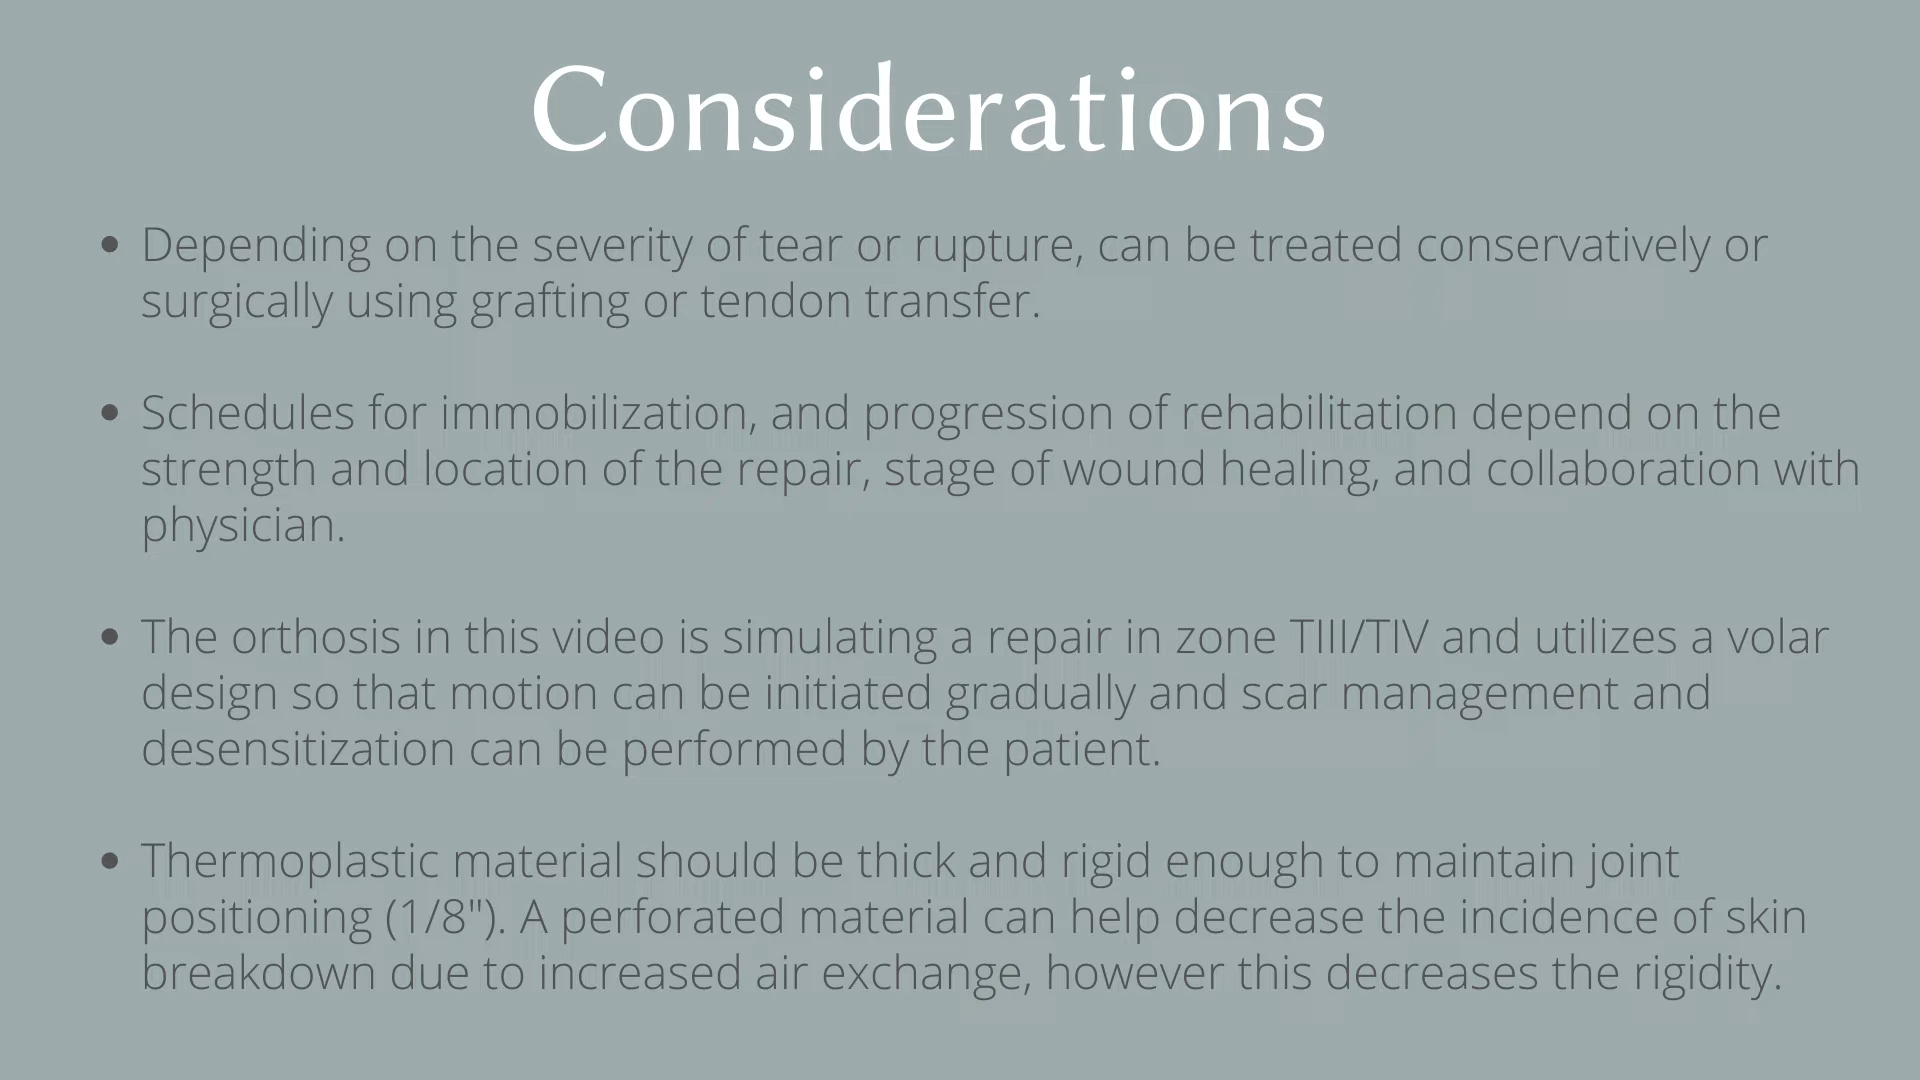 Considerations
• Depending on the severity of tear or rupture, can be treated conservatively or
surgically using grafting or tendon transfer.
• Schedules for immobilization, and progression of rehabilitation depend on the
strength and location of the repair, stage of wound healing, and collaboration with
physician.
• The orthosis in this video is simulating a repair in zone TIII/TIV and utilizes a volar
design so that motion can be initiated gradually and scar management and
desensitization can be performed by the patient.
• Thermoplastic material should be thick and rigid enough to maintain joint
positioning (1/8"). A perforated material can help decrease the incidence of skin
breakdown due to increased air exchange, however this decreases the rigidity.